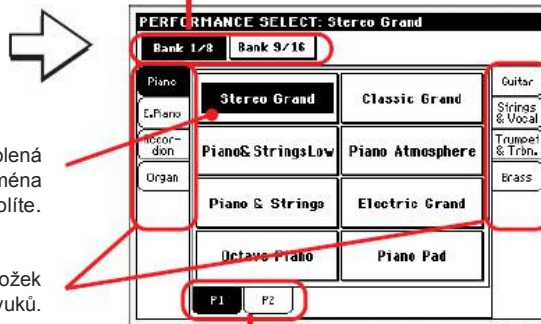 PERFORMANCE SELECT: Stereo Grand
Bank 1/8 Bank 9/16
Piano
E.Piano
Accor-
dion
Organ
Stereo Grand Classic Grand
Piano& StringsLow Piano Atmosphere
Piano & Strings Electric Grand
Octave Piano Piano Pad
Guitar
Strings
& Vocal
Trumpet
& Trbn.
Brass
P1 P2
olená
ména
olíte.
ožek
vuků.